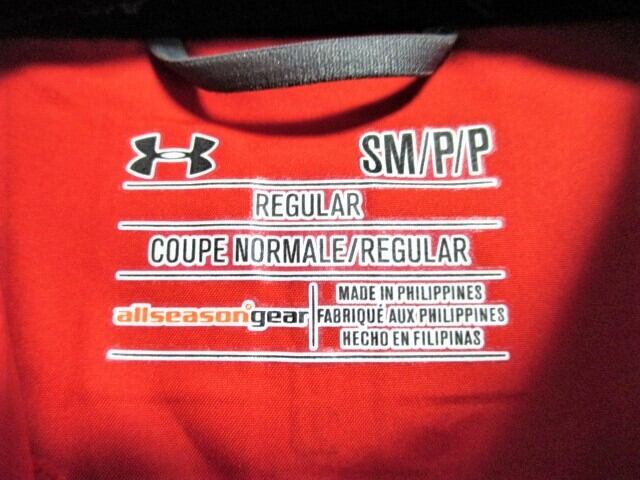 SM/P/P
REGULAR
COUPE NORMALE/REGULAR
allseasongear
MADE IN PHILIPPINES
FABRIQUÉ AUX PHILIPPINES
HECHO EN FILIPINAS